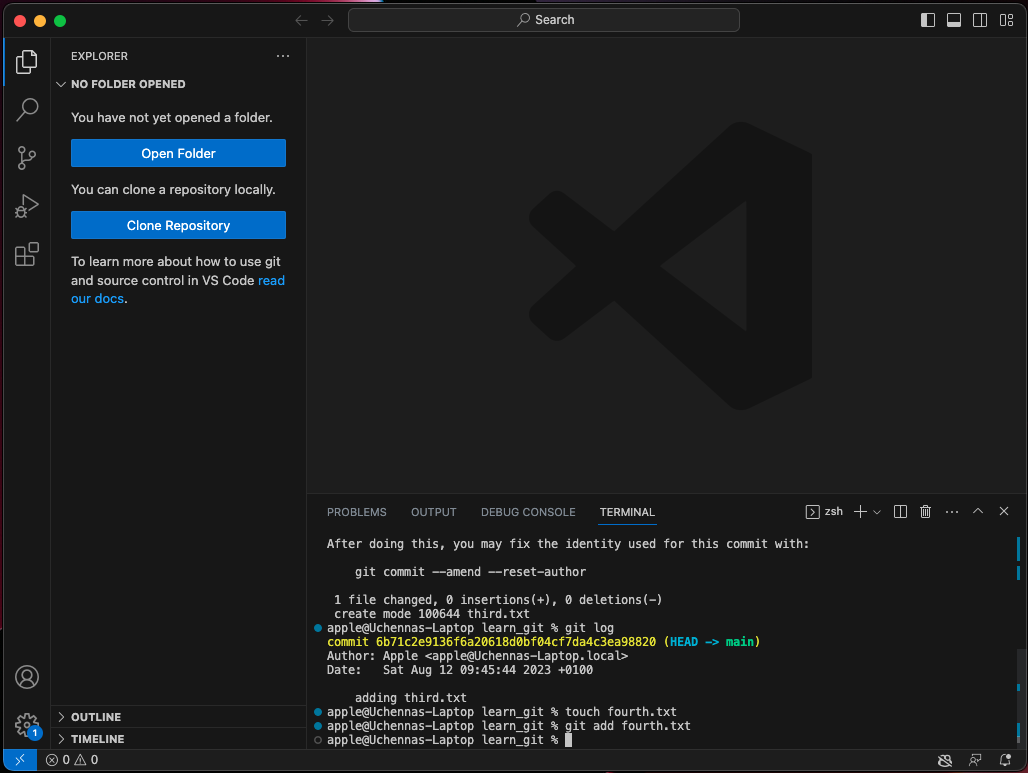 Search
EXPLORER
NO FOLDER OPENED
You have not yet opened a folder.
Open Folder
You can clone a repository locally.
Clone Repository
To learn more about how to use git
and source control in VS Code read
our docs.
OUTLINE
TIMELINE
PROBLEMS OUTPUT DEBUG CONSOLE TERMINAL zsh
After doing this, you may fix the identity used for this commit with:
git commit --amend --reset-author
1 file changed, 0 insertions(+), 0 deletions(-)
create mode 100644 third.txt
apple@Uchennas-Laptop learn_git % git log
commit 6b71c2e9136f6a20618d0bf04cf7da4c3ea98820 (HEAD -> main)
Author: Apple <apple@Uchennas-Laptop.local>
Date:   Sat Aug 12 09:45:44 2023 +0100
adding third.txt
apple@Uchennas-Laptop learn_git % touch fourth.txt
apple@Uchennas-Laptop learn_git % git add fourth.txt
apple@Uchennas-Laptop learn_git %
1
0 0